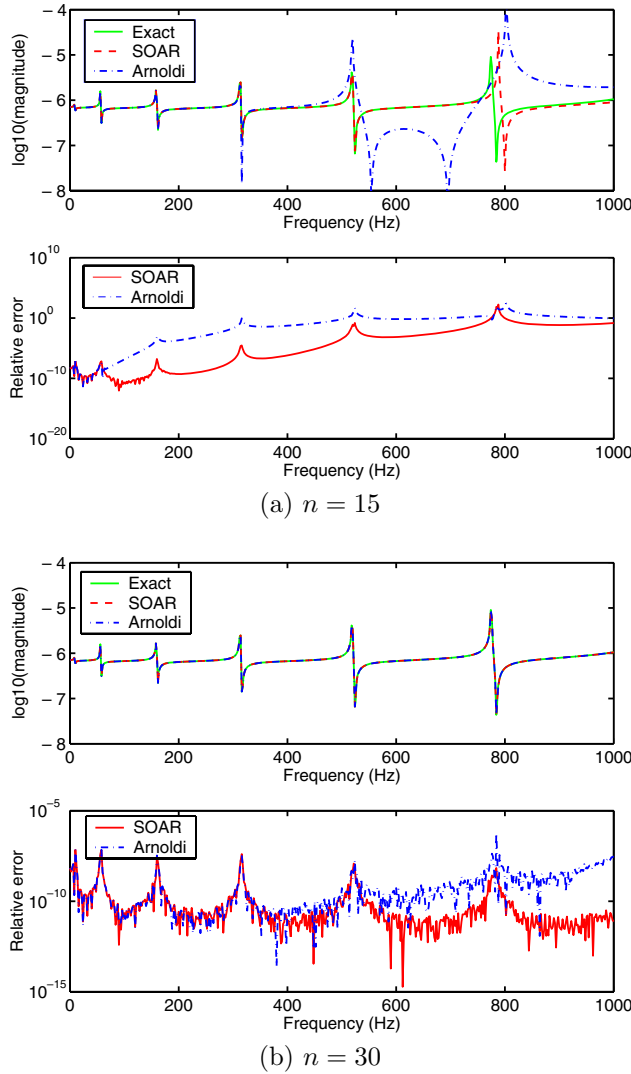 − 4
− 5
− 6
− 7
− 8
log10(magnitude)
Exact
SOAR
Arnoldi
0 200 400 600 800 1000
Frequency (Hz)
10^10
10^0
10^−10
10^−20
Relative error
SOAR
Arnoldi
0 200 400 600 800 1000
Frequency (Hz)
(a) n = 15
− 4
− 5
− 6
− 7
− 8
log10(magnitude)
Exact
SOAR
Arnoldi
0 200 400 600 800 1000
Frequency (Hz)
10^−5
10^−10
10^−15
Relative error
SOAR
Arnoldi
0 200 400 600 800 1000
Frequency (Hz)
(b) n = 30